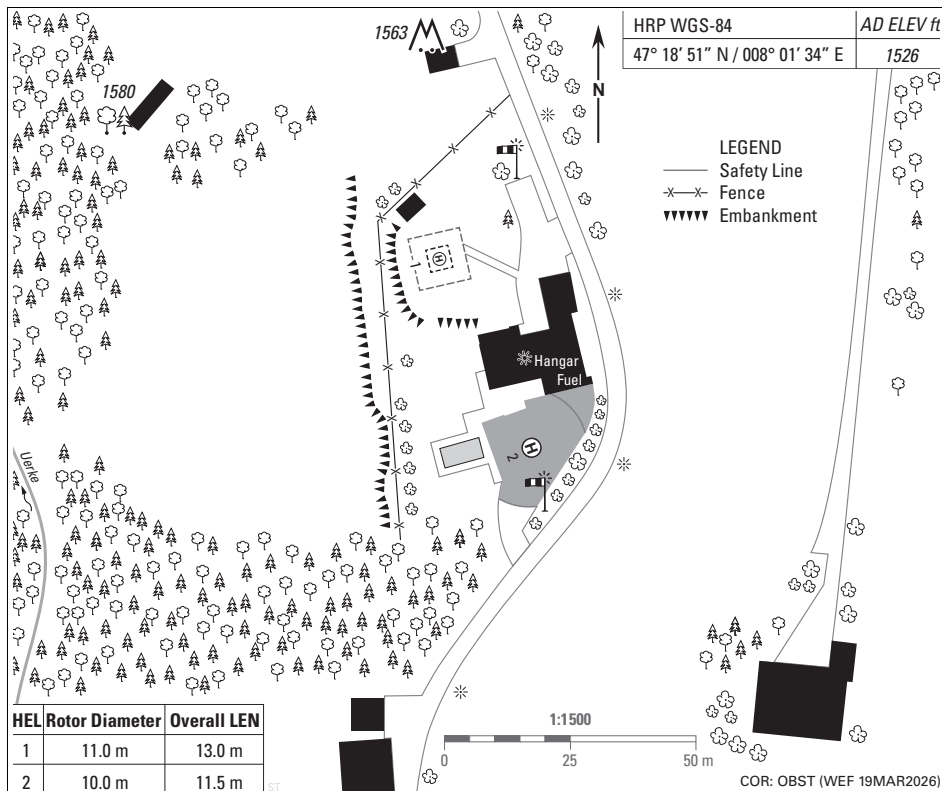 HRP WGS-84 AD ELEV ft
47° 18' 51" N / 008° 01' 34" E 1526
1563
1580
N
LEGEND
Safety Line
Fence
Embankment
1
H
Hangar
Fuel
H
2
Uerke
HEL Rotor Diameter Overall LEN
1 11.0 m 13.0 m
2 10.0 m 11.5 m
ST
1:1500
0 25 50 m
COR: OBST (WEF 19MAR2026)